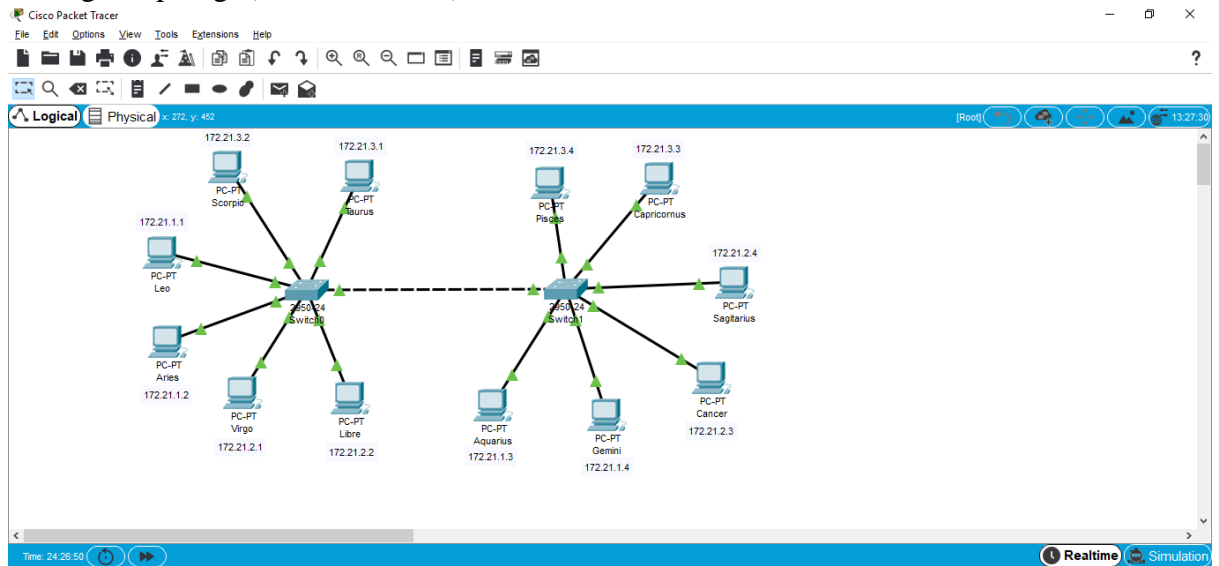 Cisco Packet Tracer
File Edit Options View Tools Extensions Help
?
Logical Physical x: 272, y: 452 [Root] 13:27:30
172.21.3.2
PC-PT
Scorpio
172.21.3.1
PC-PT
Taurus
172.21.3.4
PC-PT
Pisces
172.21.3.3
PC-PT
Capricornus
172.21.1.1
PC-PT
Leo
172.21.2.4
PC-PT
Sagitarius
2950-24
Switch0
2950-24
Switch1
PC-PT
Aries
172.21.1.2
PC-PT
Virgo
172.21.2.1
PC-PT
Libre
172.21.2.2
PC-PT
Aquarius
172.21.1.3
PC-PT
Gemini
172.21.1.4
PC-PT
Cancer
172.21.2.3
Time: 24:26:50 Realtime Simulation